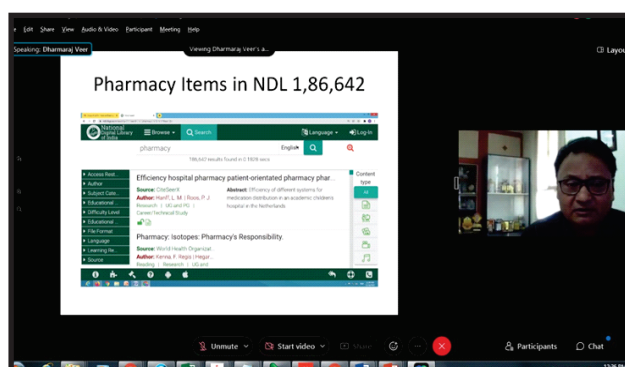 Edit Share View Audio & Video Participant Meeting Help
Speaking: Dharmaraj Veer
Viewing Dharmaraj Veer's a...
Layou
Pharmacy Items in NDL 1,86,642
National
Digital Library
of India
Browse
Search
Language
Log-In
pharmacy
English
186,642 results found in 0.1828 secs
Access Rest...
Author
Subject Cate...
Educational...
Difficulty Level
Educational...
File Format
Language
Learning Re...
Source
Efficiency hospital pharmacy patient-orientated pharmacy phar...
Source: CiteSeerX
Author: Hanff, L. M. | Roos, P. J
Research | UG and PG |
Career/Technical Study
Abstract: Efficiency of different systems for
medication distribution in an academic children's
hospital in the Netherlands
Pharmacy: Isotopes: Pharmacy's Responsibility.
Source: World Health Organizat...
Author: Kenna, F. Regis | Hegor...
Reading | Research | UG and
Content
type
All
Unmute
Start video
Share
Participants
Chat